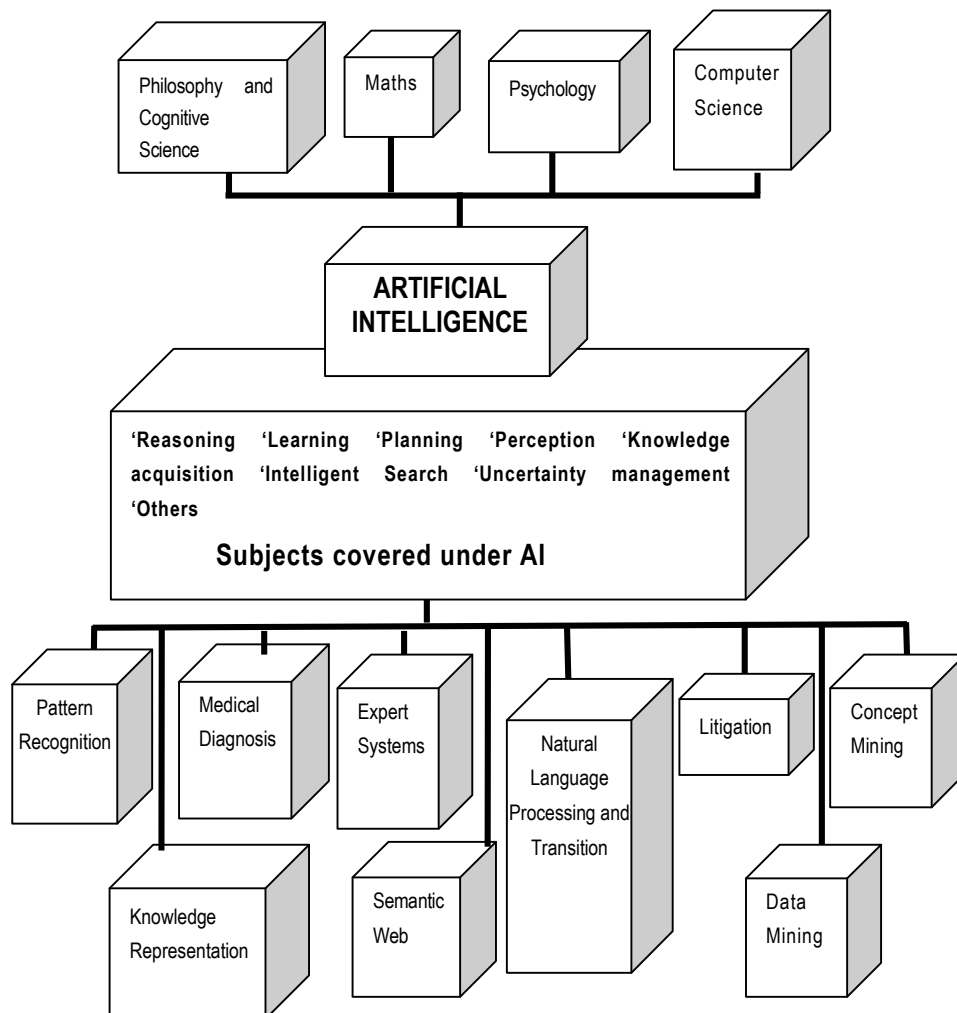 Philosophy and
Cognitive
Science
Maths
Psychology
Computer
Science
ARTIFICIAL
INTELLIGENCE
‘Reasoning ‘Learning ‘Planning ‘Perception ‘Knowledge
acquisition ‘Intelligent Search ‘Uncertainty management
‘Others
Subjects covered under AI
Pattern
Recognition
Medical
Diagnosis
Expert
Systems
Natural
Language
Processing and
Transition
Litigation
Concept
Mining
Knowledge
Representation
Semantic
Web
Data
Mining